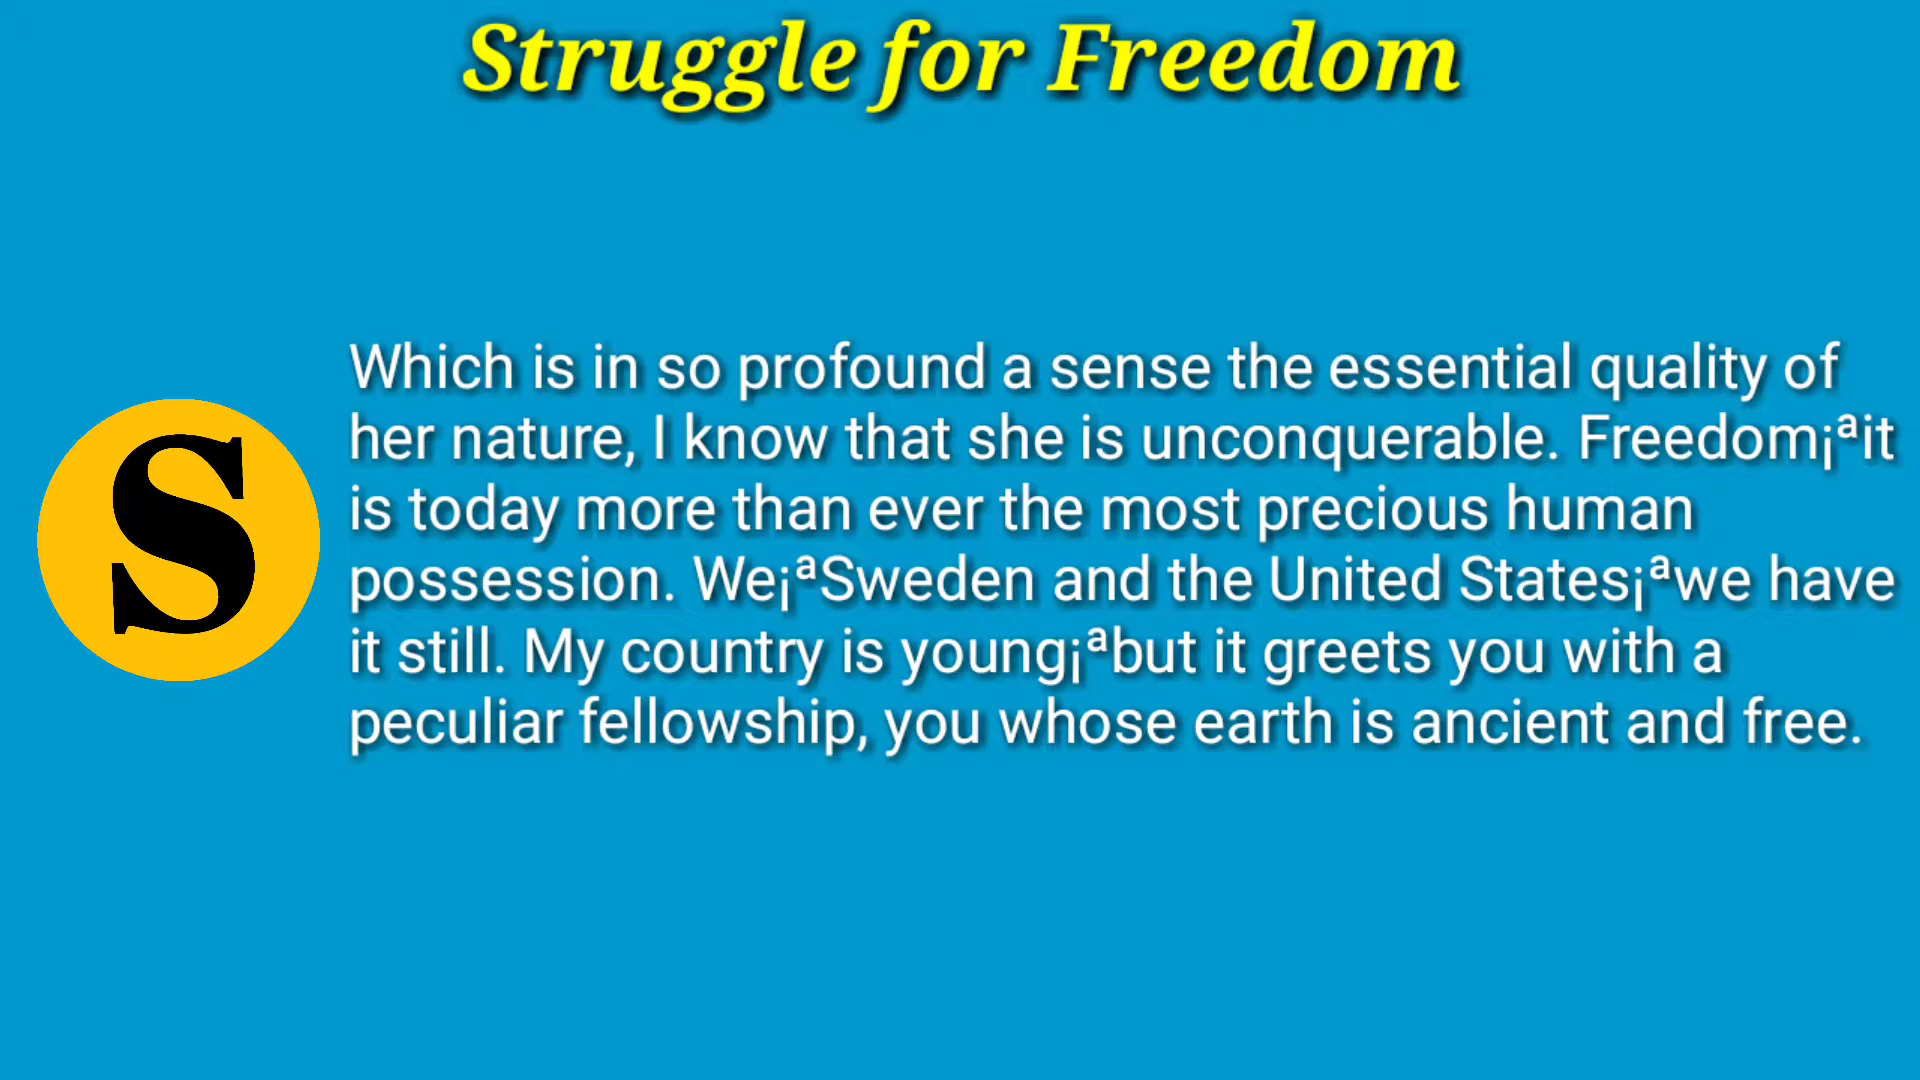 Struggle for Freedom
S
Which is in so profound a sense the essential quality of
her nature, I know that she is unconquerable. Freedom¡ªit
is today more than ever the most precious human
possession. We¡ªSweden and the United States¡ªwe have
it still. My country is young¡ªbut it greets you with a
peculiar fellowship, you whose earth is ancient and free.